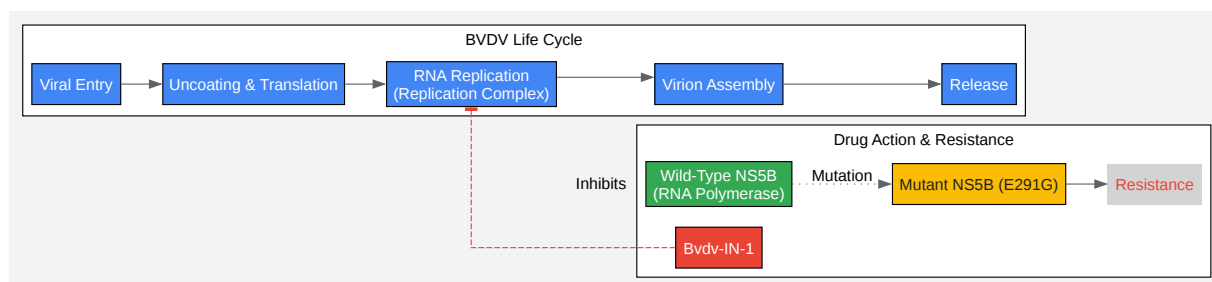 BVDV Life Cycle
Viral Entry
Uncoating & Translation
RNA Replication
(Replication Complex)
Virion Assembly
Release
Drug Action & Resistance
Inhibits
Wild-Type NS5B
(RNA Polymerase)
Mutation
Mutant NS5B (E291G)
Resistance
Bvdv-IN-1